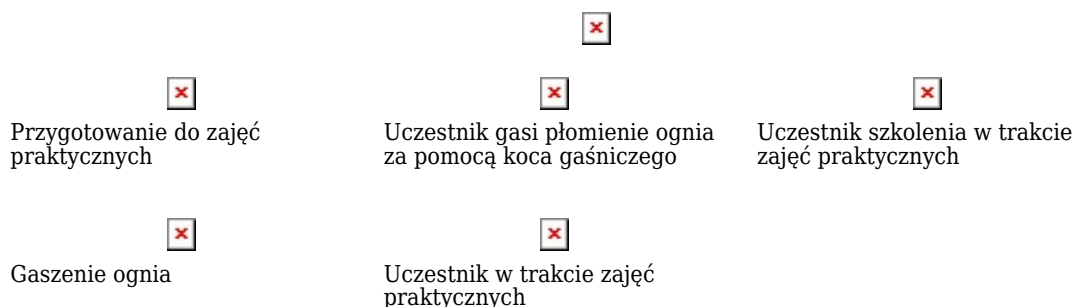 Przygotowanie do zajęć
praktycznych
Uczestnik gasi płomienie ognia
za pomocą koca gaśniczego
Uczestnik szkolenia w trakcie
zajęć praktycznych
Gaszenie ognia
Uczestnik w trakcie zajęć
praktycznych